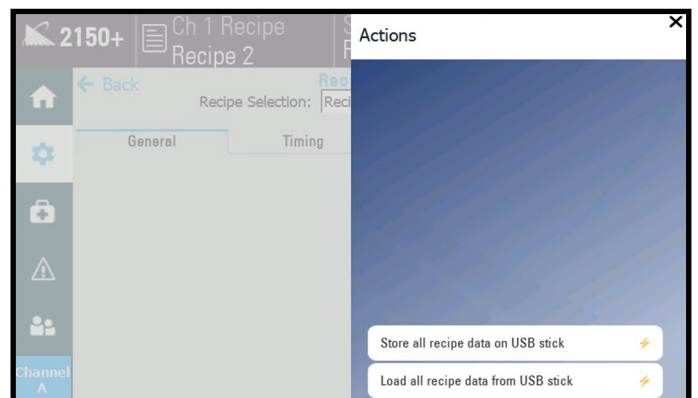 2150+
Ch 1 Recipe
Recipe 2
Actions
Back
Recipe Selection:
General
Timing
Store all recipe data on USB stick
Load all recipe data from USB stick
Channel
A